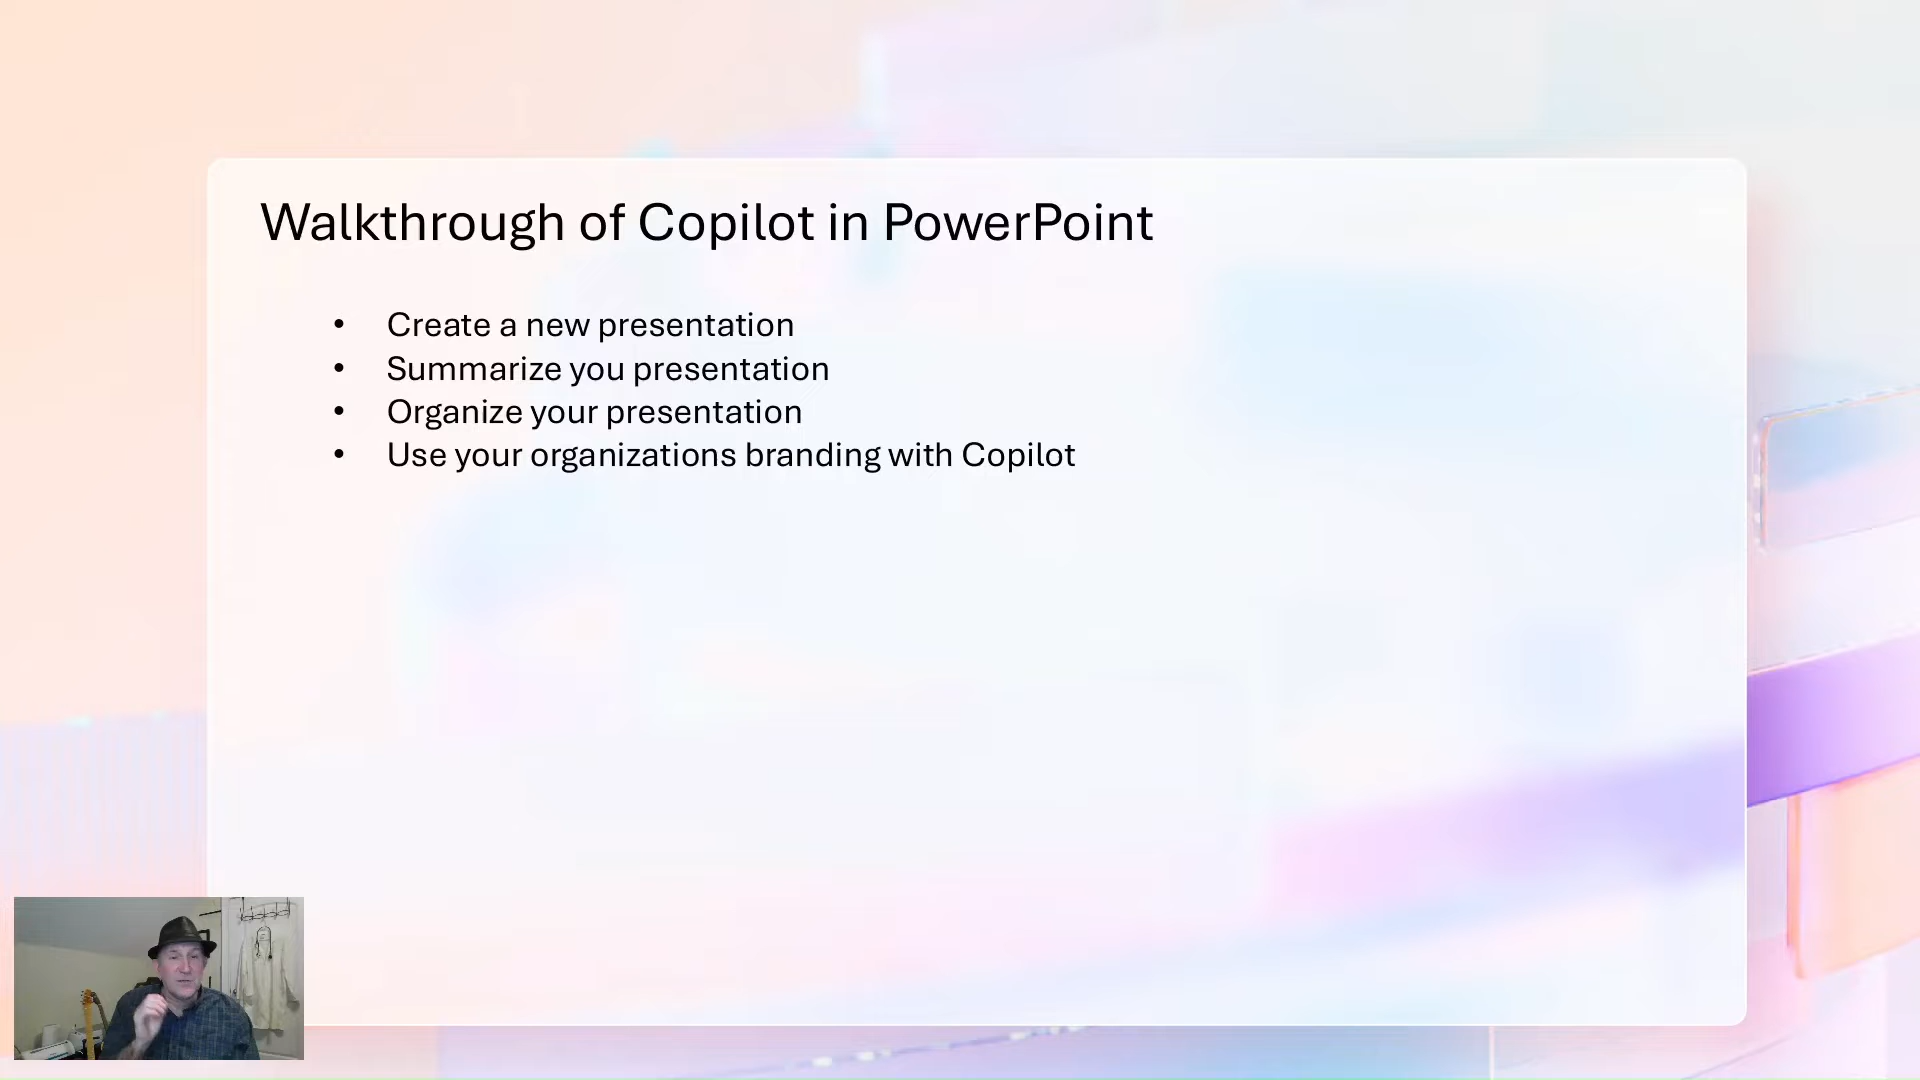 Walkthrough of Copilot in PowerPoint
• Create a new presentation
• Summarize you presentation
• Organize your presentation
• Use your organizations branding with Copilot